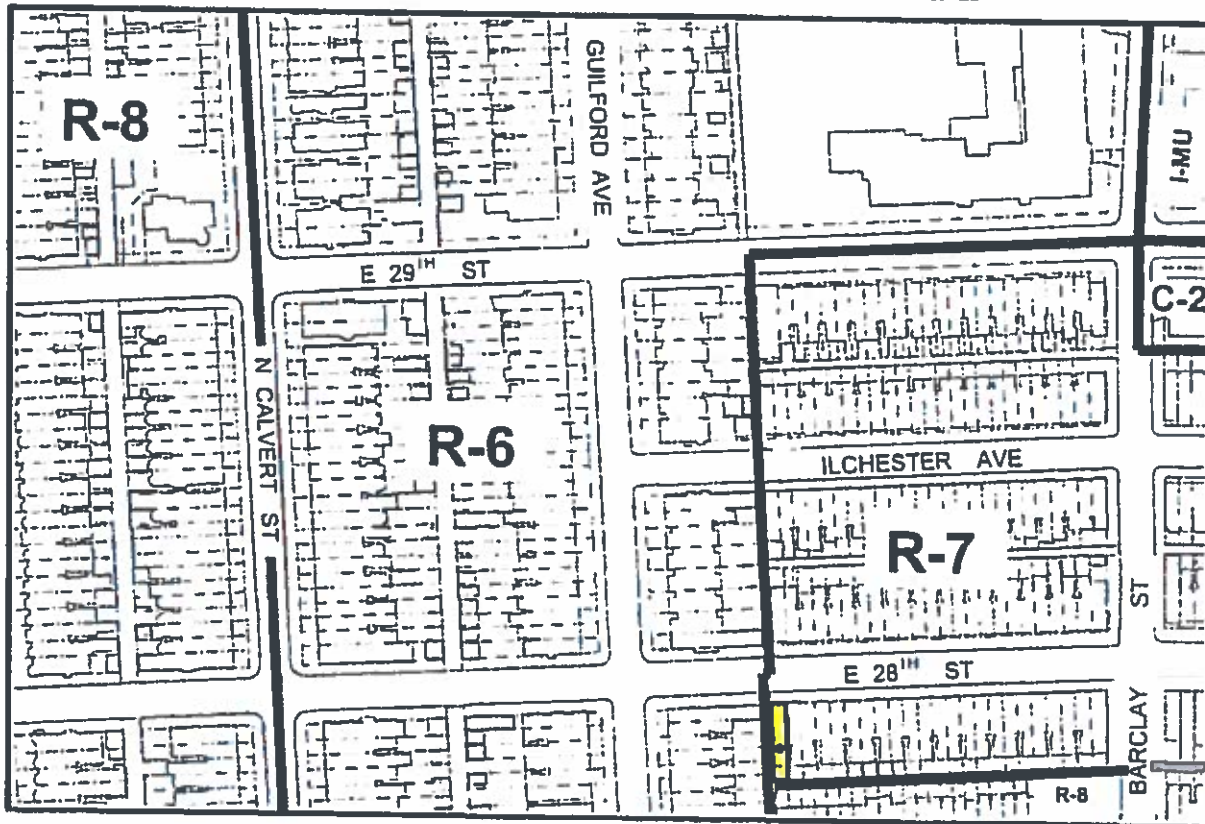 R-8
GUILFORD AVE
I-MU
E 29TH ST
C-2
N CALVERT ST
R-6
ILCHESTER AVE
R-7
E 28TH ST
BARCLAY ST
R-8